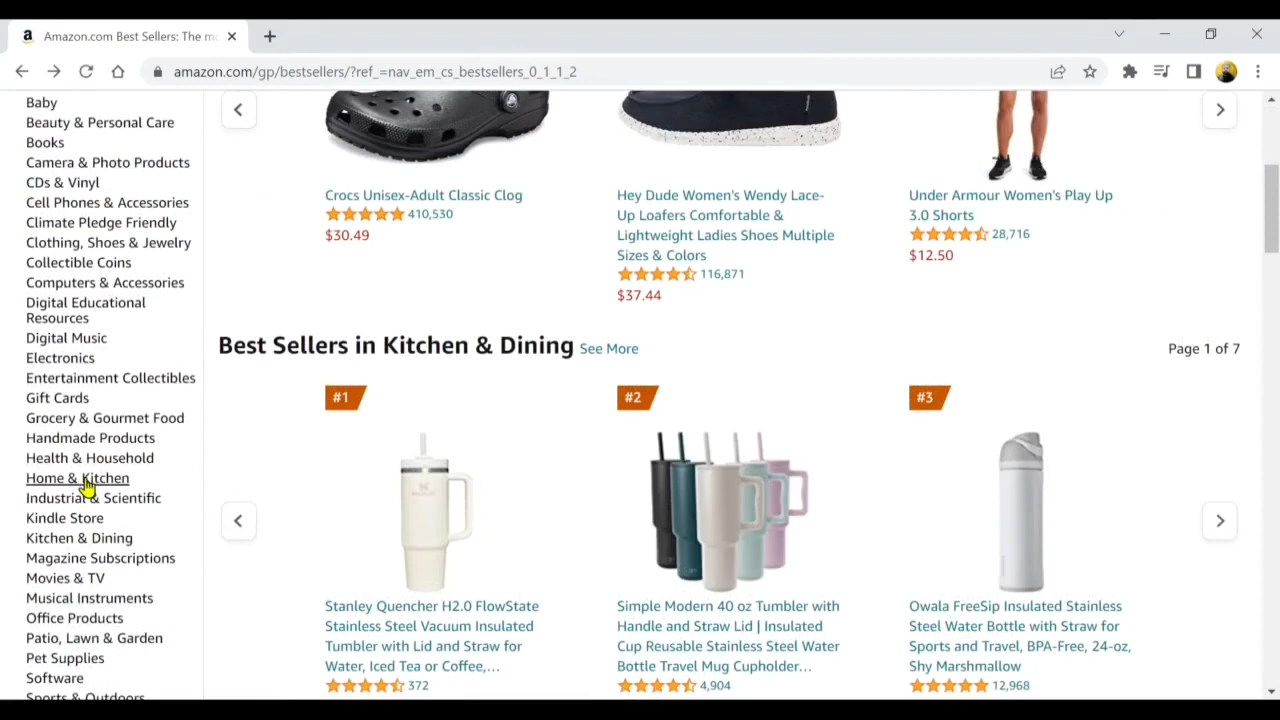 Amazon.com Best Sellers: The mo
amazon.com/gp/bestsellers/?ref_=nav_em_cs_bestsellers_0_1_1_2
Baby
Beauty & Personal Care
Books
Camera & Photo Products
CDs & Vinyl
Cell Phones & Accessories
Climate Pledge Friendly
Clothing, Shoes & Jewelry
Collectible Coins
Computers & Accessories
Digital Educational
Resources
Digital Music
Electronics
Entertainment Collectibles
Gift Cards
Grocery & Gourmet Food
Handmade Products
Health & Household
Home & Kitchen
Industrial & Scientific
Kindle Store
Kitchen & Dining
Magazine Subscriptions
Movies & TV
Musical Instruments
Office Products
Patio, Lawn & Garden
Pet Supplies
Software
Sports & Outdoors
Crocs Unisex-Adult Classic Clog
410,530
$30.49
Hey Dude Women's Wendy Lace-
Up Loafers Comfortable &
Lightweight Ladies Shoes Multiple
Sizes & Colors
116,871
$37.44
Under Armour Women's Play Up
3.0 Shorts
28,716
$12.50
Best Sellers in Kitchen & Dining See More
Page 1 of 7
#1
Stanley Quencher H2.0 FlowState
Stainless Steel Vacuum Insulated
Tumbler with Lid and Straw for
Water, Iced Tea or Coffee,...
372
#2
Simple Modern 40 oz Tumbler with
Handle and Straw Lid | Insulated
Cup Reusable Stainless Steel Water
Bottle Travel Mug Cupholder...
4,904
#3
Owala FreeSip Insulated Stainless
Steel Water Bottle with Straw for
Sports and Travel, BPA-Free, 24-oz,
Shy Marshmallow
12,968